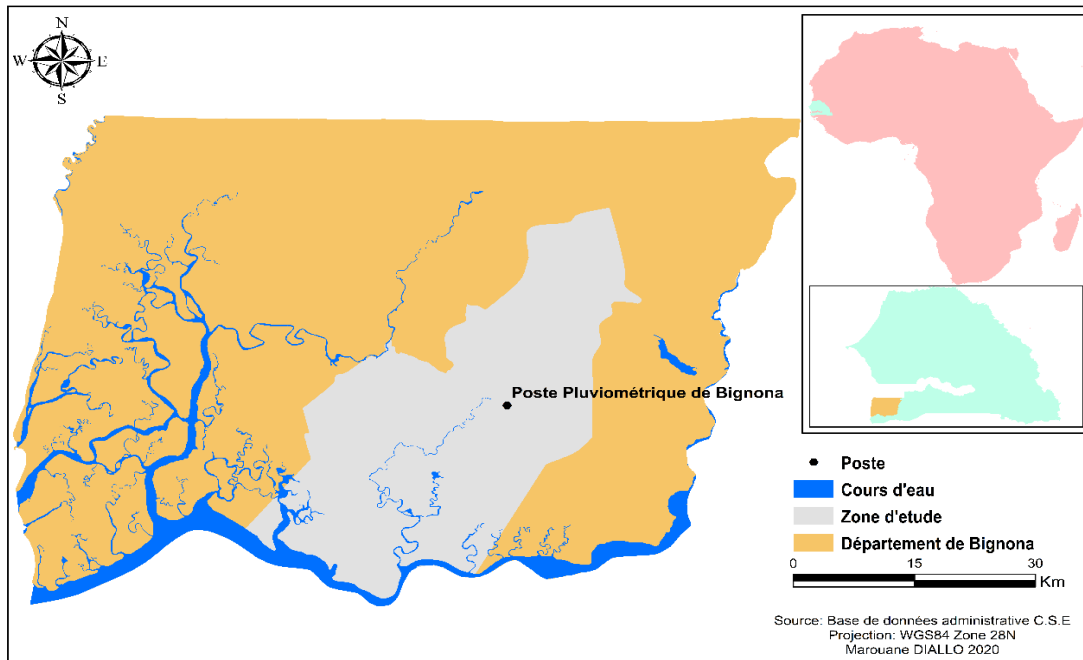 N
W E
S
Poste Pluviométrique de Bignona
Poste
Cours d'eau
Zone d'etude
Département de Bignona
0 15 30
Km
Source: Base de données administrative C.S.E
Projection: WGS84 Zone 28N
Marouane DIALLO 2020